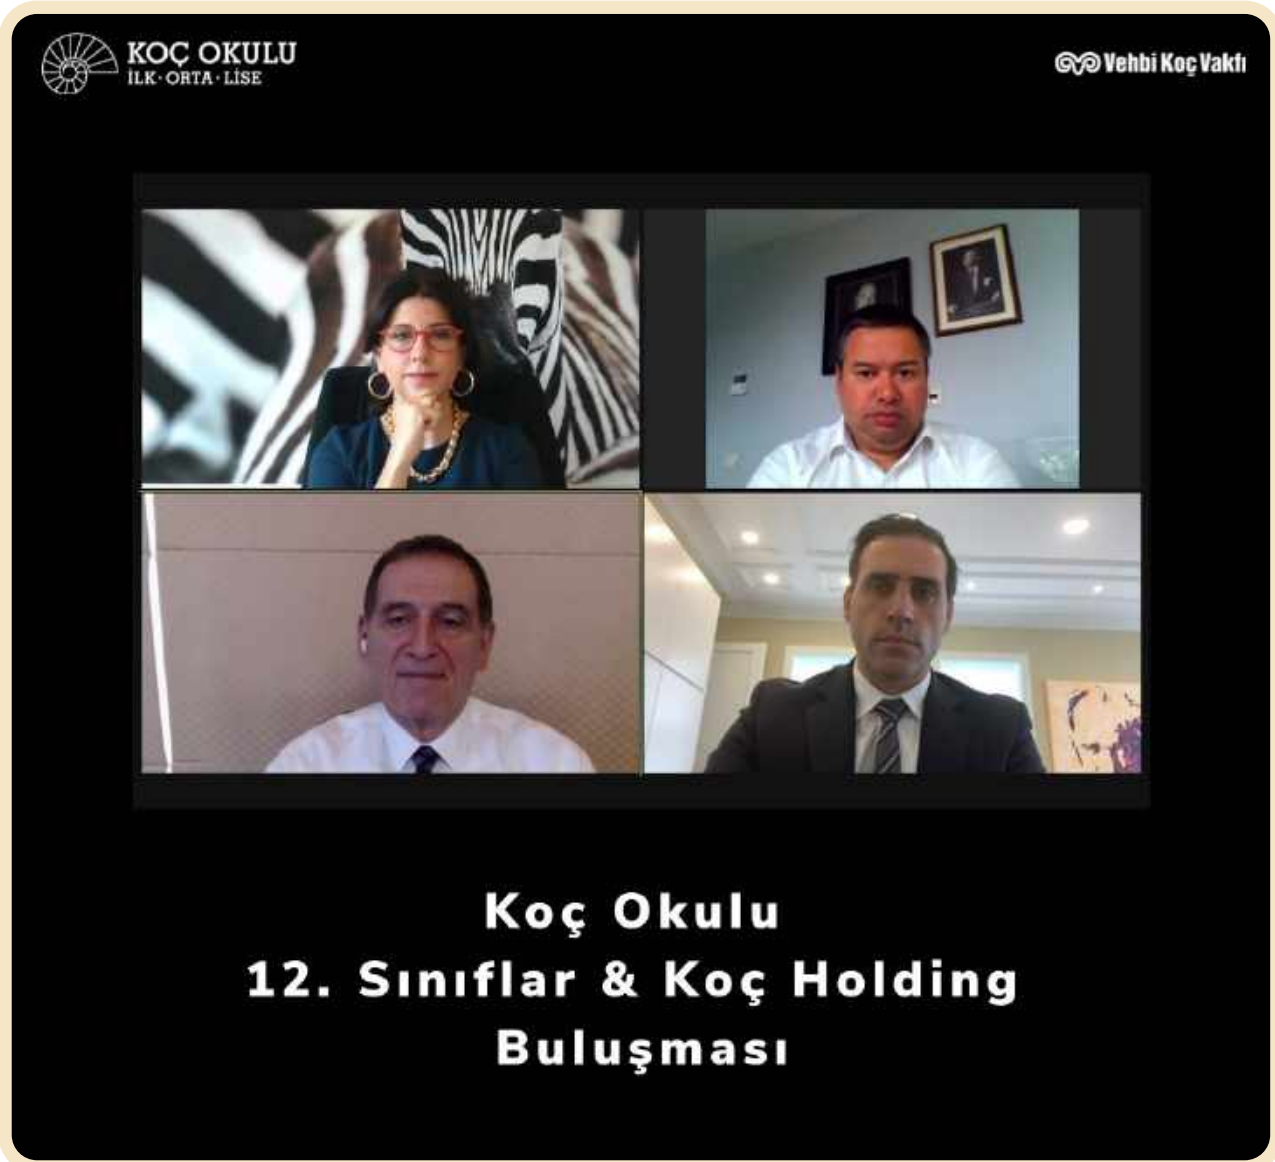 KOÇ OKULU
İLK·ORTA·LİSE
Vehbi Koç Vakfı
Koç Okulu
12. Sınıflar & Koç Holding
Buluşması